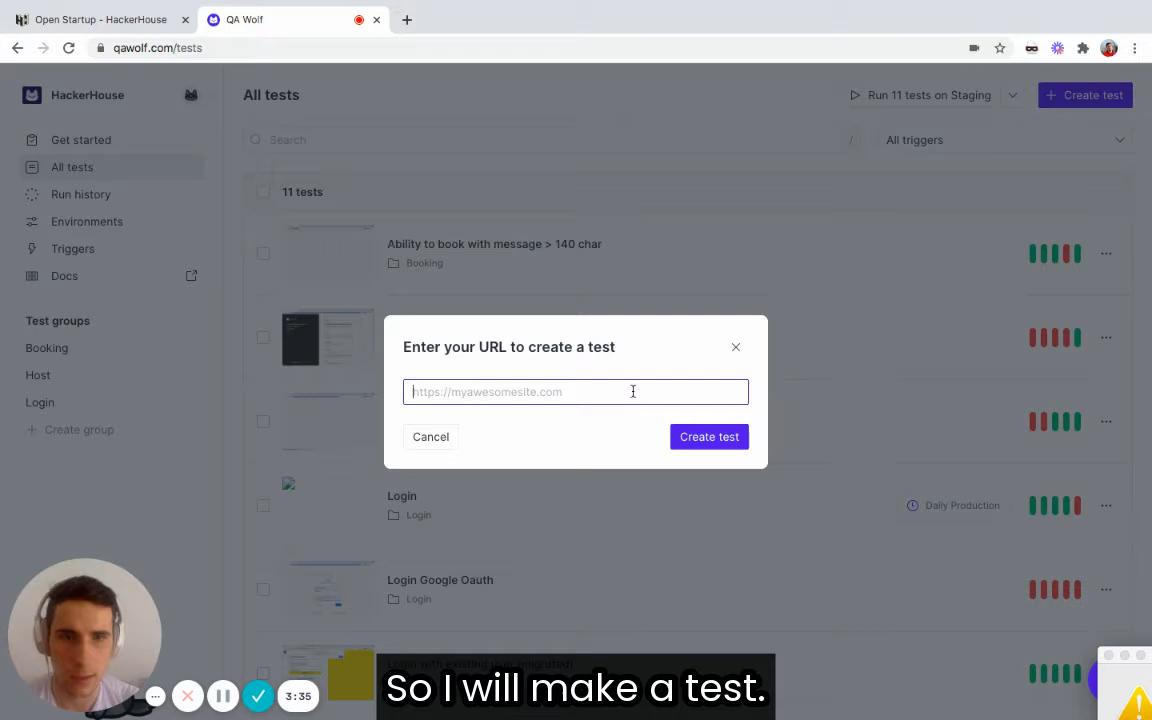 Open Startup - HackerHouse
QA Wolf
qawolf.com/tests
HackerHouse
Get started
All tests
Run history
Environments
Triggers
Docs
Test groups
Booking
Host
Login
Create group
All tests
Run 11 tests on Staging
Create test
Search
/
All triggers
11 tests
Ability to book with message > 140 char
Booking
Enter your URL to create a test
https://myawesomesite.com
Cancel
Create test
Login
Login
Daily Production
Login Google Oauth
Login
3:35
So I will make a test.